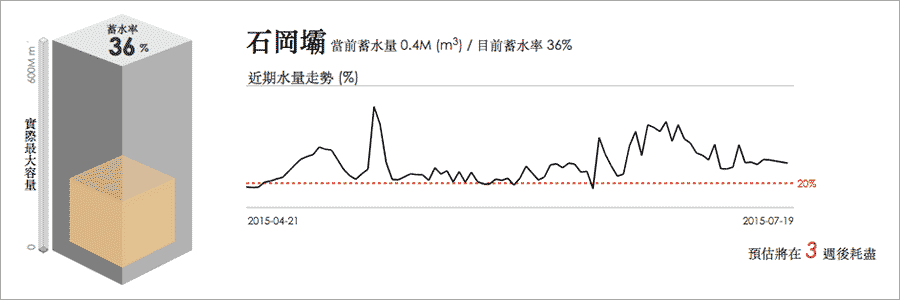 蓄水率
36 %
600M m
實際最大容量
0
石岡壩 當前蓄水量 0.4M (m³) / 目前蓄水率 36%
近期水量走勢 (%)
20%
2015-04-21
2015-07-19
預估將在 3 週後耗盡